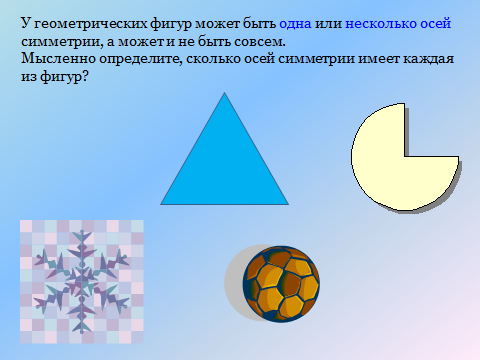 У геометрических фигур может быть одна или несколько осей
симметрии, а может и не быть совсем.
Мысленно определите, сколько осей симметрии имеет каждая
из фигур?